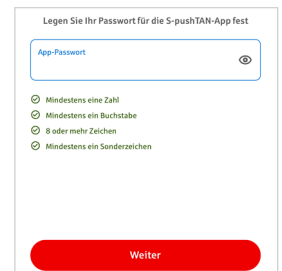 Legen Sie Ihr Passwort für die S-pushTAN-App fest
App-Passwort
Mindestens eine Zahl
Mindestens ein Buchstabe
8 oder mehr Zeichen
Mindestens ein Sonderzeichen
Weiter